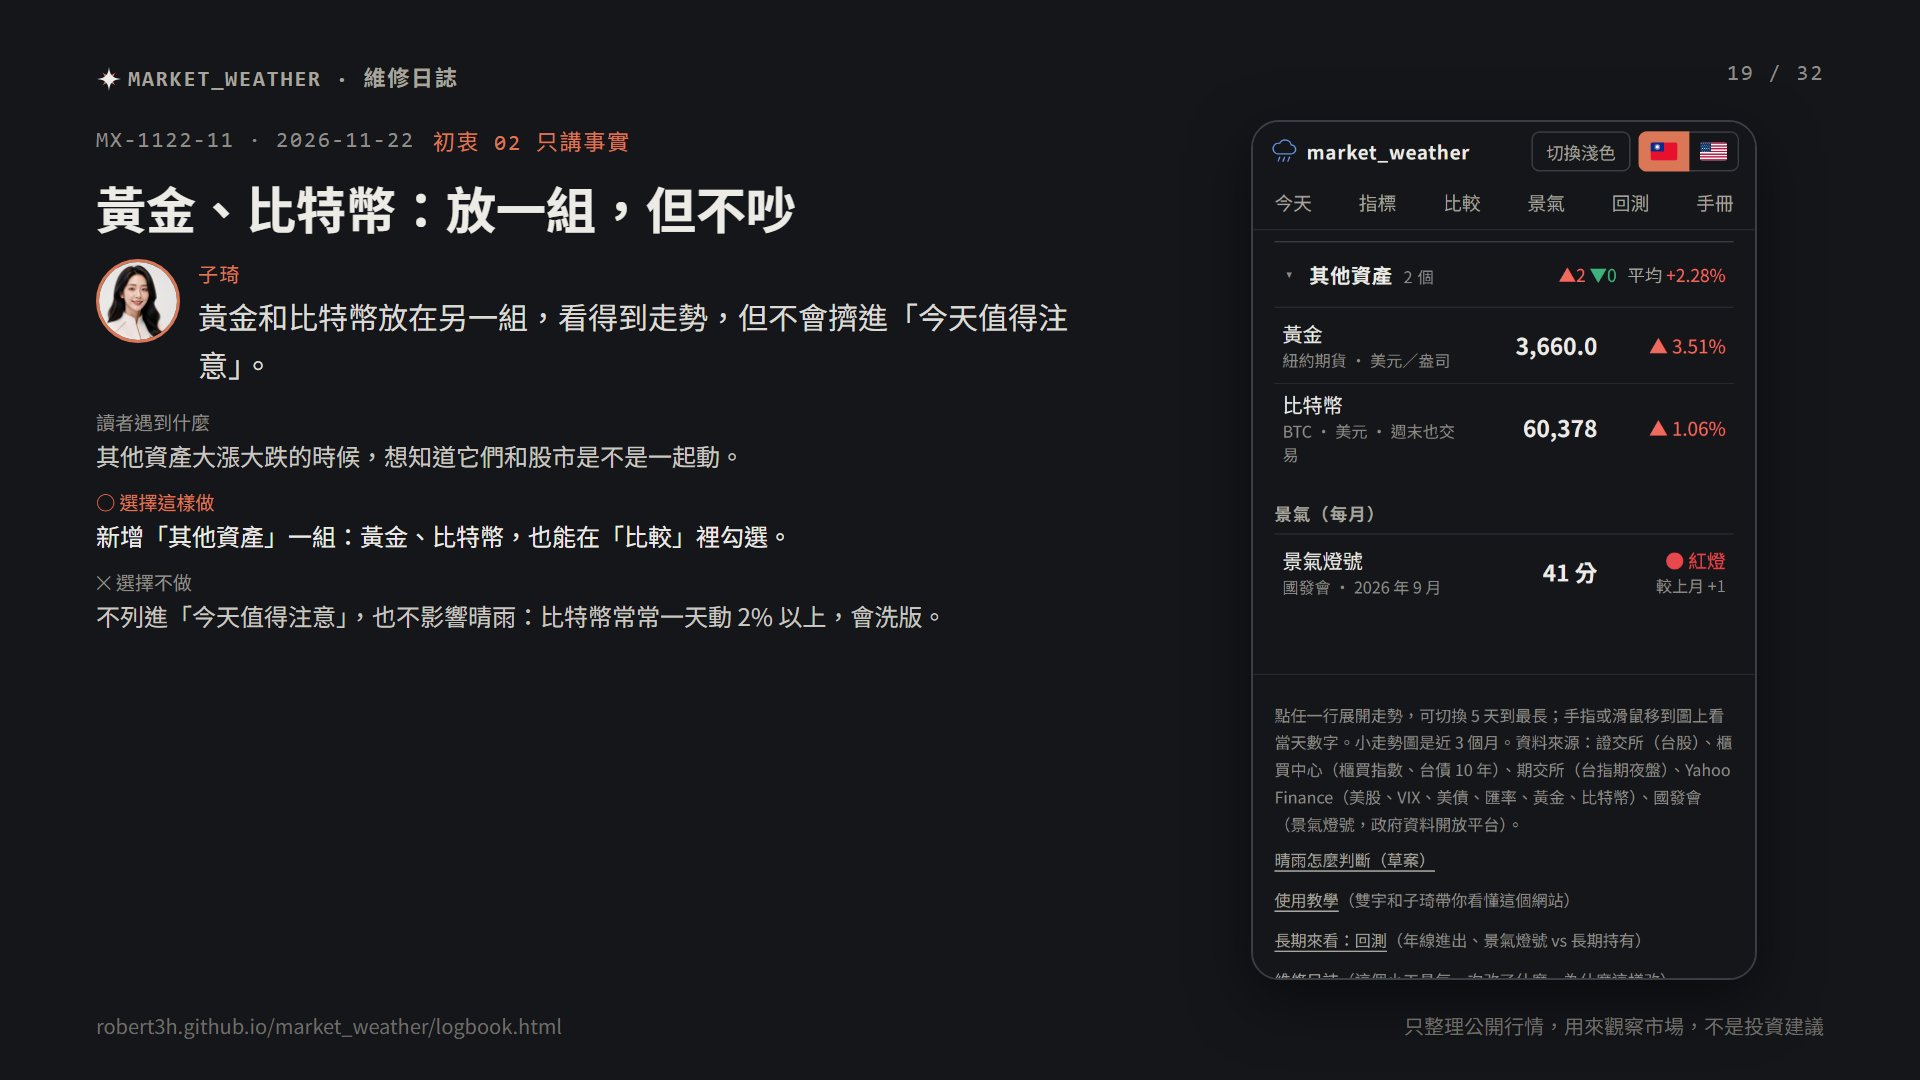 MARKET_WEATHER · 維修日誌
19 / 32
MX-1122-11 · 2026-11-22 初衷 02 只講事實
黃金、比特幣：放一組，但不吵
子琦
黃金和比特幣放在另一組，看得到走勢，但不會擠進「今天值得注
意」。
讀者遇到什麼
其他資產大漲大跌的時候，想知道它們和股市是不是一起動。
○ 選擇這樣做
新增「其他資產」一組：黃金、比特幣，也能在「比較」裡勾選。
✕ 選擇不做
不列進「今天值得注意」，也不影響晴雨：比特幣常常一天動 2% 以上，會洗版。
market_weather
切換淺色
今天 指標 比較 景氣 回測 手冊
▾ 其他資產 2 個 ▲2 ▼0 平均 +2.28%
黃金
紐約期貨 · 美元／盎司
3,660.0
▲ 3.51%
比特幣
BTC · 美元 · 週末也交
易
60,378
▲ 1.06%
景氣（每月）
景氣燈號
國發會 · 2026 年 9 月
41 分
● 紅燈
較上月 +1
點任一行展開走勢，可切換 5 天到最長；手指或滑鼠移到圖上看
當天數字。小走勢圖是近 3 個月。資料來源：證交所（台股）、櫃
買中心（櫃買指數、台債 10 年）、期交所（台指期夜盤）、Yahoo
Finance（美股、VIX、美債、匯率、黃金、比特幣）、國發會
（景氣燈號，政府資料開放平台）。
晴雨怎麼判斷（草案）
使用教學（雙宇和子琦帶你看懂這個網站）
長期來看：回測（年線進出、景氣燈號 vs 長期持有）
robert3h.github.io/market_weather/logbook.html
只整理公開行情，用來觀察市場，不是投資建議